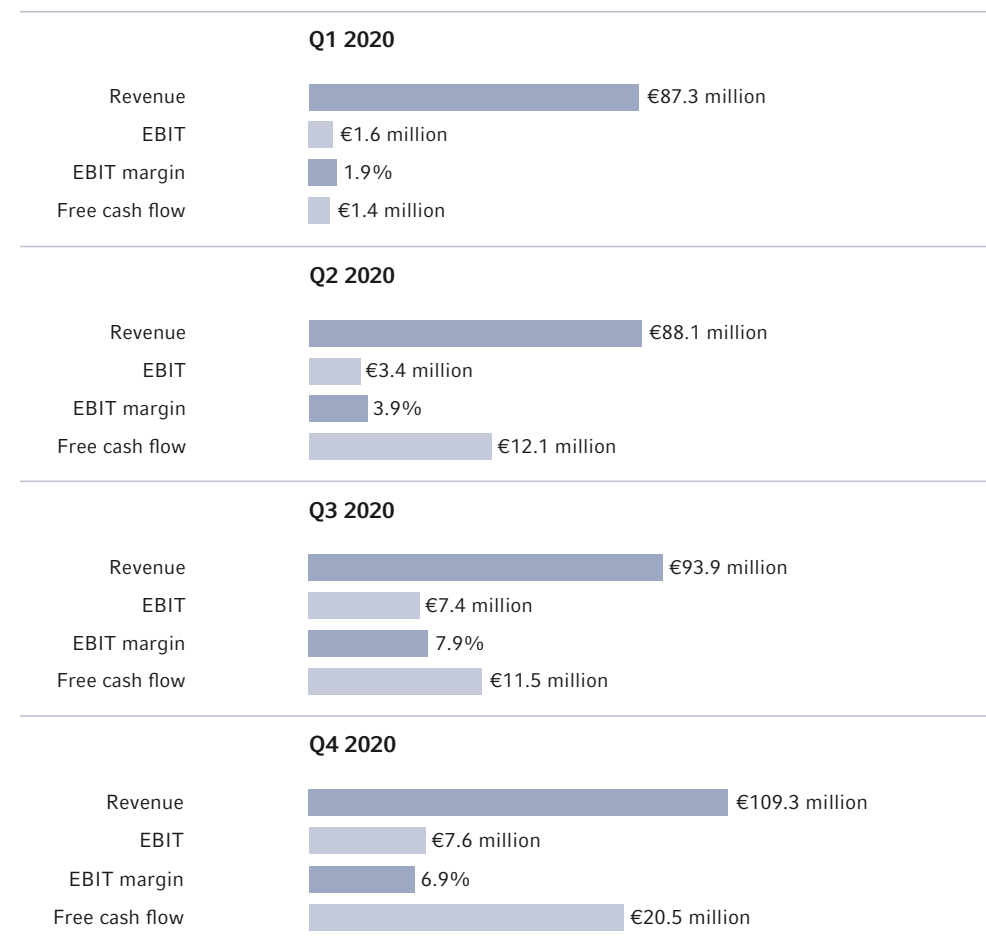 Q1 2020
Revenue €87.3 million
EBIT €1.6 million
EBIT margin 1.9%
Free cash flow €1.4 million
Q2 2020
Revenue €88.1 million
EBIT €3.4 million
EBIT margin 3.9%
Free cash flow €12.1 million
Q3 2020
Revenue €93.9 million
EBIT €7.4 million
EBIT margin 7.9%
Free cash flow €11.5 million
Q4 2020
Revenue €109.3 million
EBIT €7.6 million
EBIT margin 6.9%
Free cash flow €20.5 million